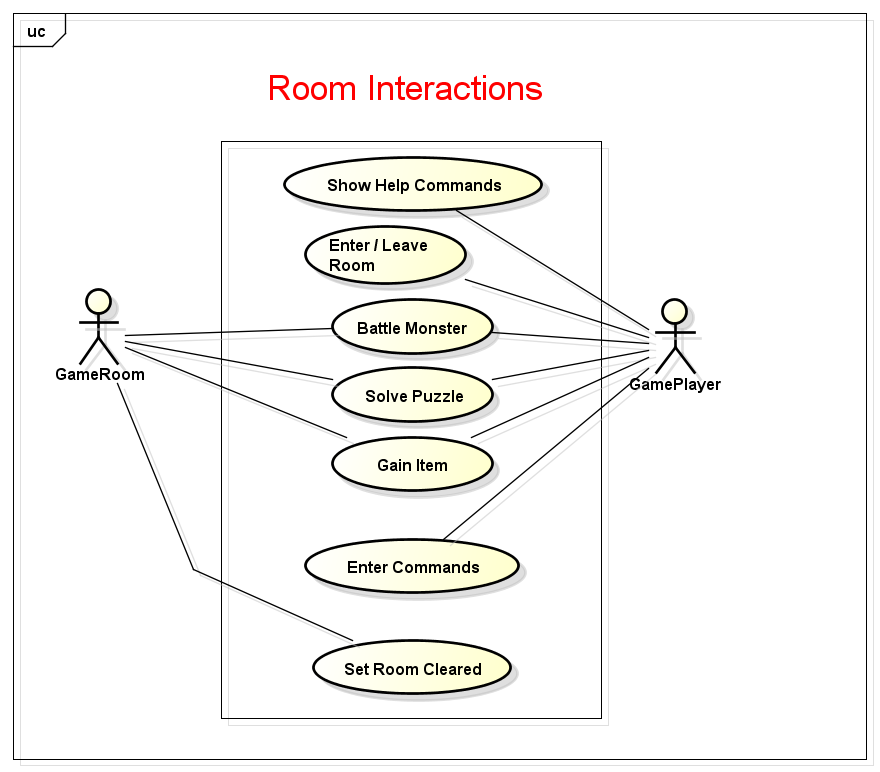 uc
Room Interactions
Show Help Commands
Enter / Leave
Room
Battle Monster
Solve Puzzle
GameRoom
GamePlayer
Gain Item
Enter Commands
Set Room Cleared